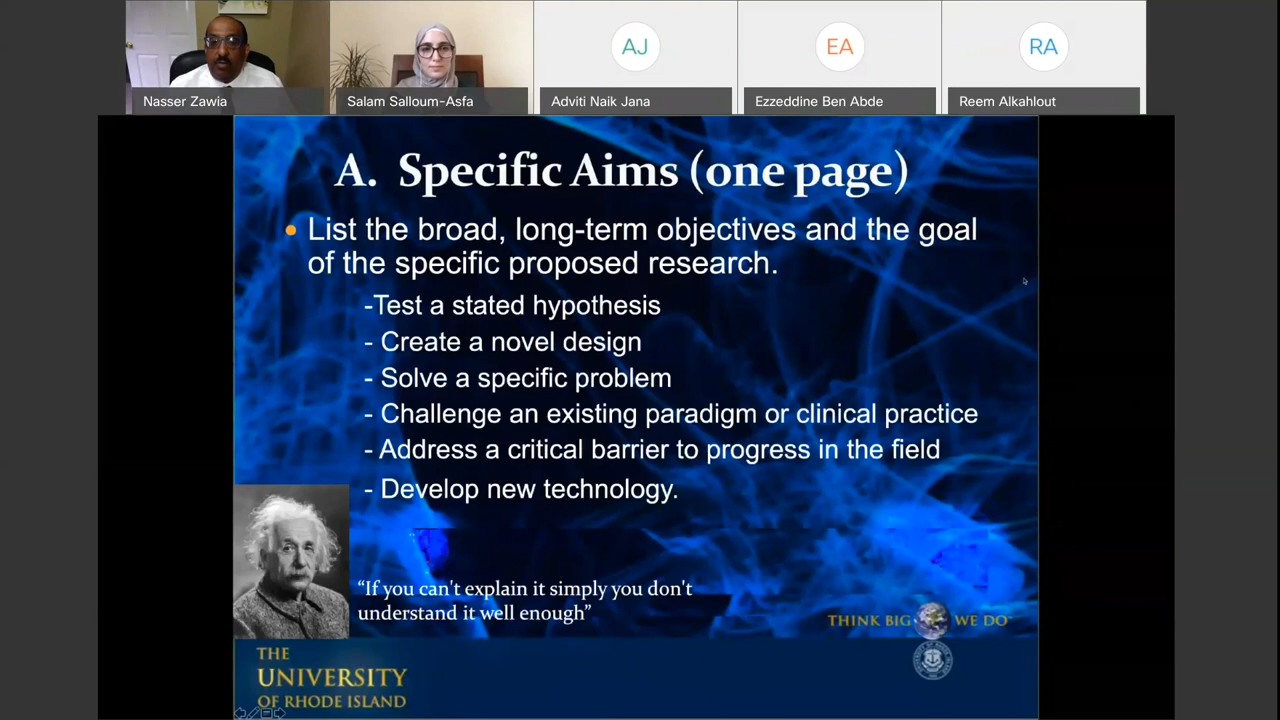 Nasser Zawia
Salam Salloum-Asfa
AJ
Adviti Naik Jana
EA
Ezzeddine Ben Abde
RA
Reem Alkahlout
A. Specific Aims (one page)
List the broad, long-term objectives and the goal
of the specific proposed research.
-Test a stated hypothesis
- Create a novel design
- Solve a specific problem
- Challenge an existing paradigm or clinical practice
- Address a critical barrier to progress in the field
- Develop new technology.
“If you can't explain it simply you don't
understand it well enough”
THINK BIG WE DO
THE
UNIVERSITY
OF RHODE ISLAND